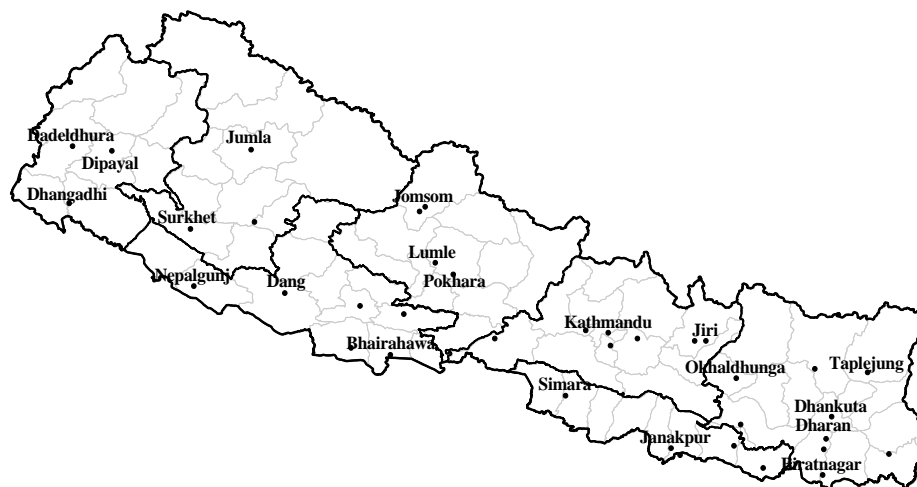 Dadeldhura
Jumla
Dipayal
Dhangadhi
Jomsom
Surkhet
Lumle
Nepalgunj
Dang
Pokhara
Kathmandu
Jiri
Bhairahawa
Okhaldhunga
Taplejung
Simara
Dhankuta
Dharan
Janakpur
Biratnagar